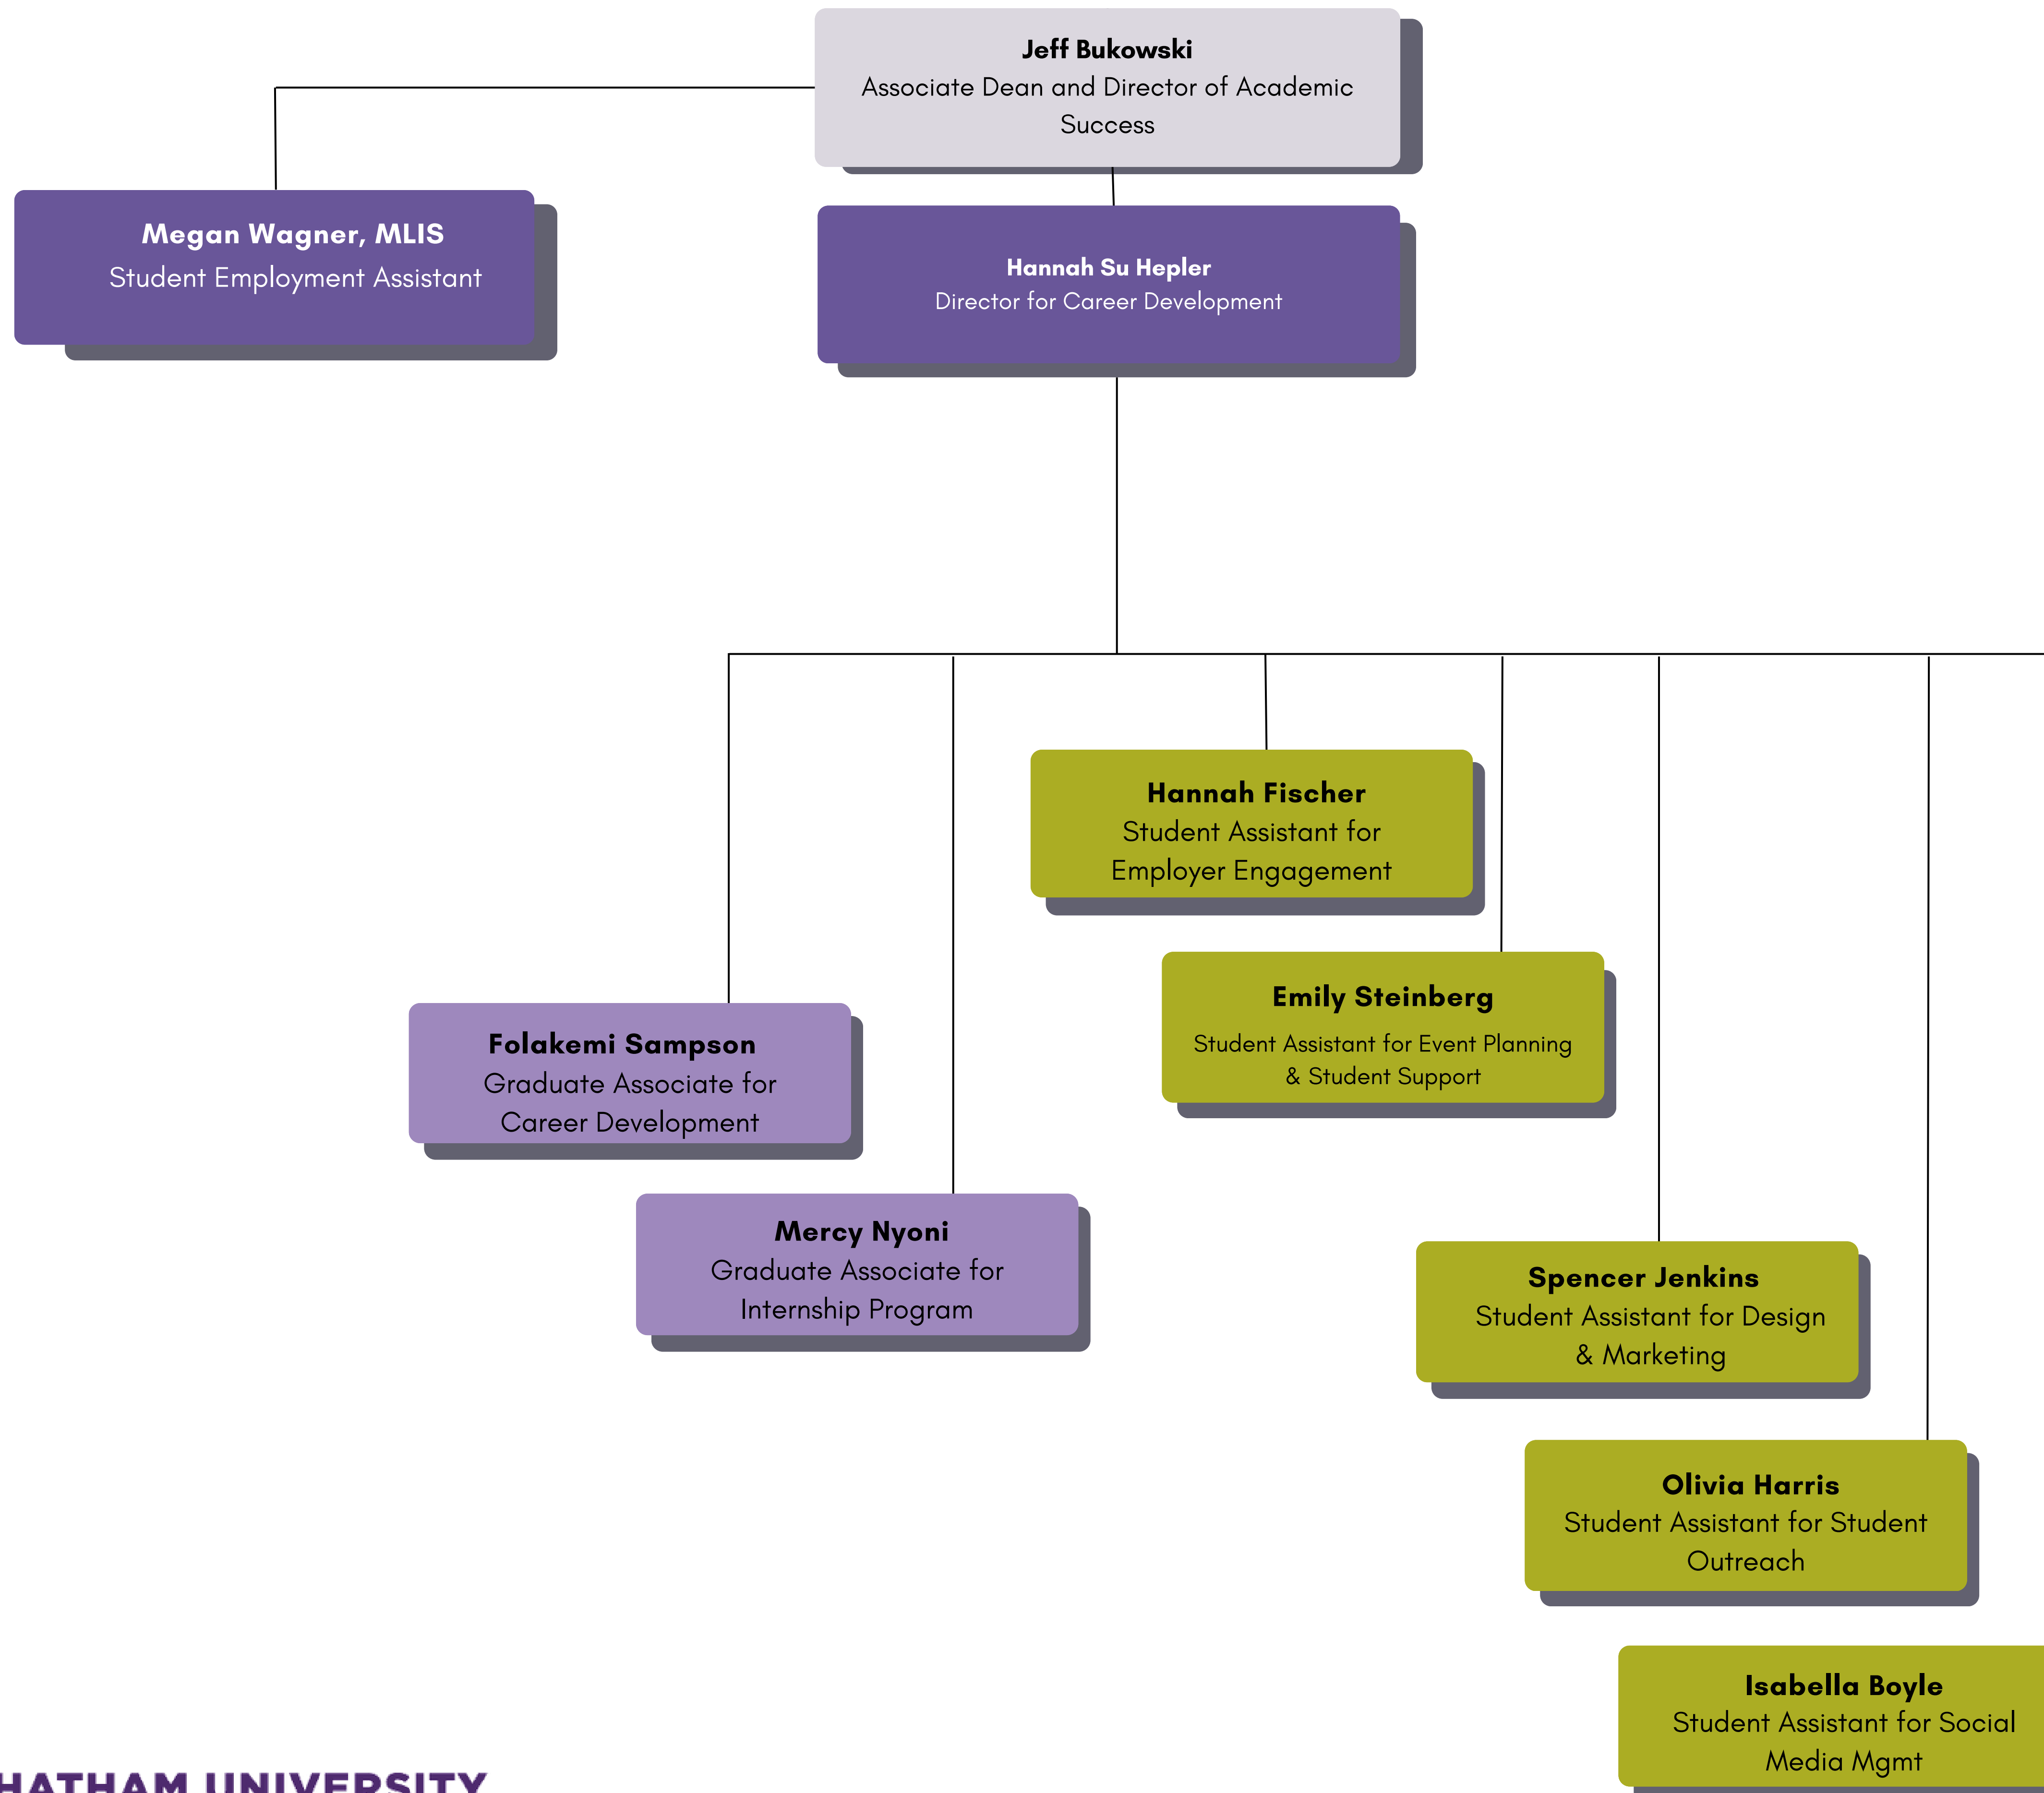 Jeff Bukowski
Associate Dean and Director of Academic
Success
Megan Wagner, MLIS
Student Employment Assistant
Hannah Su Hepler
Director for Career Development
Hannah Fischer
Student Assistant for
Employer Engagement
Emily Steinberg
Student Assistant for Event Planning
& Student Support
Folakemi Sampson
Graduate Associate for
Career Development
Mercy Nyoni
Graduate Associate for
Internship Program
Spencer Jenkins
Student Assistant for Design
& Marketing
Olivia Harris
Student Assistant for Student
Outreach
Isabella Boyle
Student Assistant for Social
Media Mgmt
HATHAM UNIVERSITY